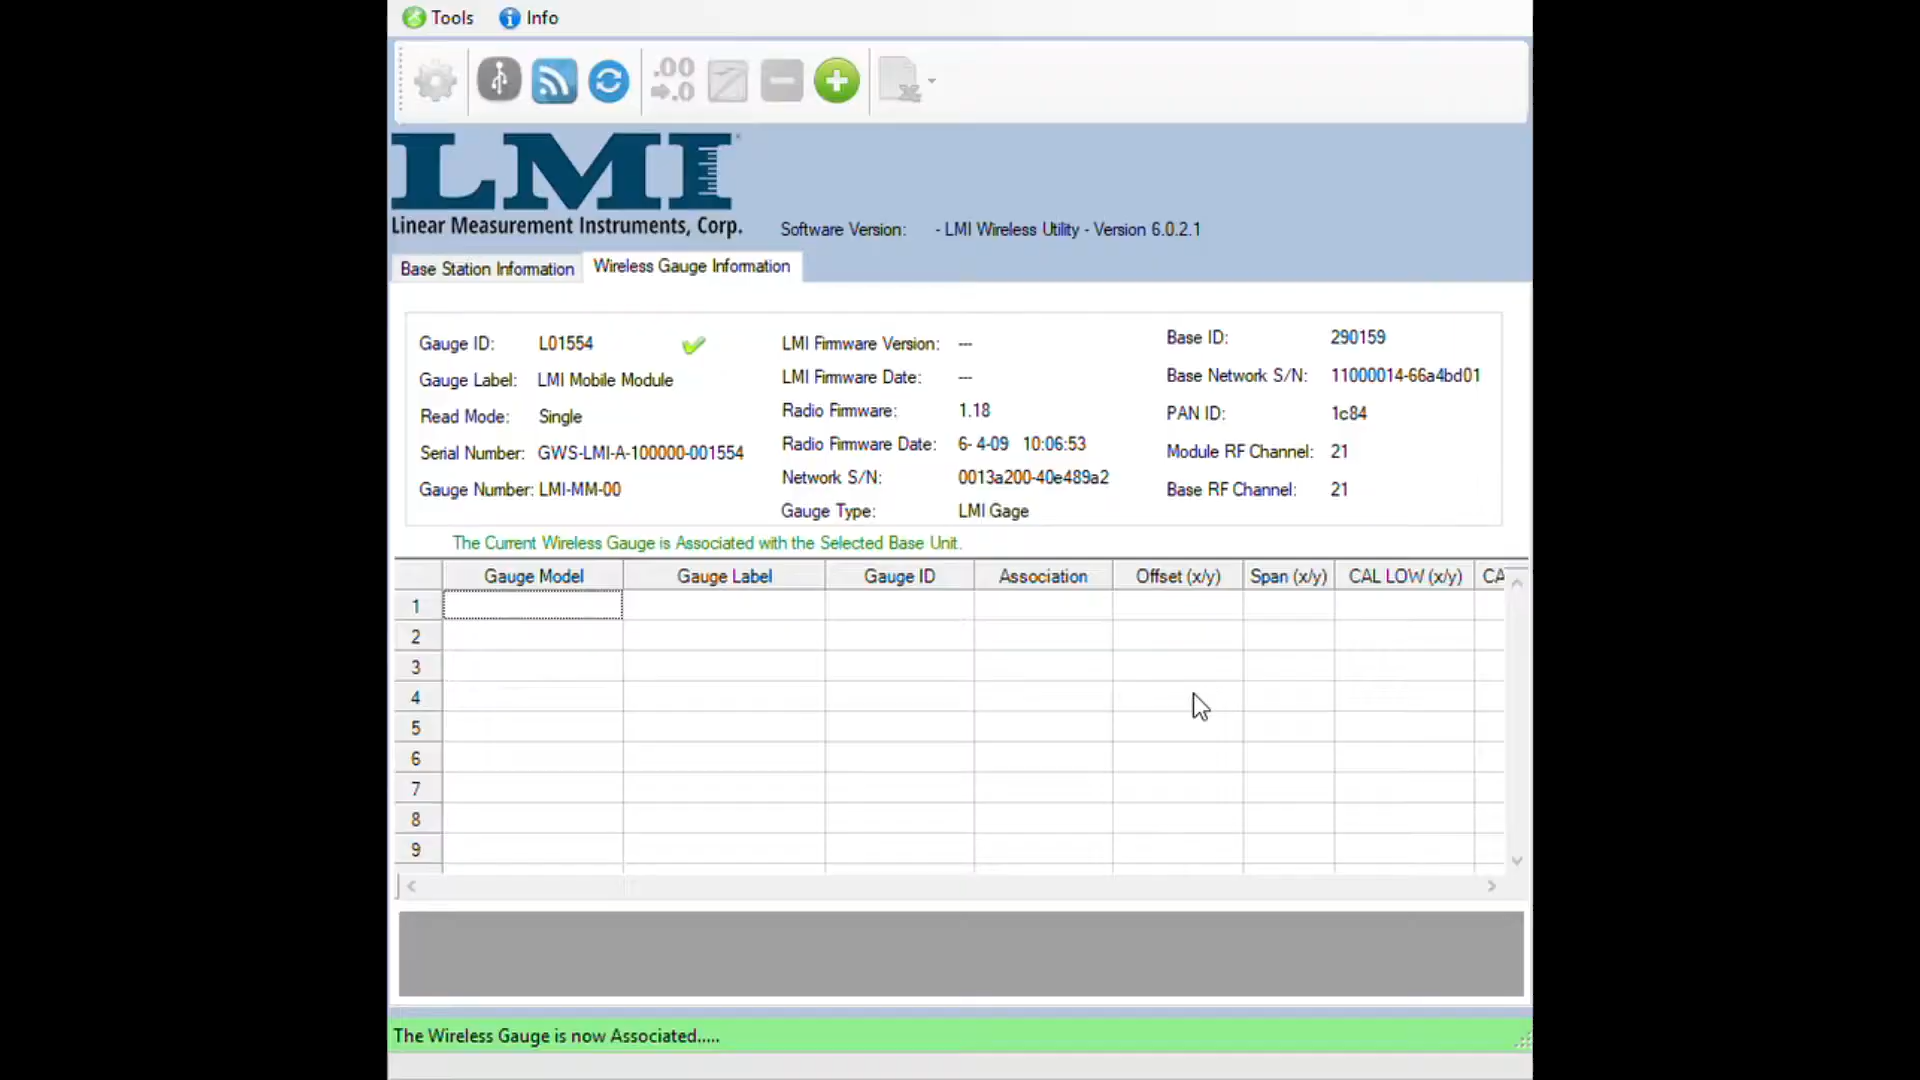 Tools Info
.00
.0
LMI
Linear Measurement Instruments, Corp.
Software Version: - LMI Wireless Utility - Version 6.0.2.1
Base Station Information Wireless Gauge Information
Gauge ID: L01554
Gauge Label: LMI Mobile Module
Read Mode: Single
Serial Number: GWS-LMI-A-100000-001554
Gauge Number: LMI-MM-00
LMI Firmware Version: ---
LMI Firmware Date: ---
Radio Firmware: 1.18
Radio Firmware Date: 6- 4-09 10:06:53
Network S/N: 0013a200-40e489a2
Gauge Type: LMI Gage
Base ID: 290159
Base Network S/N: 11000014-66a4bd01
PAN ID: 1c84
Module RF Channel: 21
Base RF Channel: 21
The Current Wireless Gauge is Associated with the Selected Base Unit.
Gauge Model Gauge Label Gauge ID Association Offset (x/y) Span (x/y) CAL LOW (x/y) CA
1
2
3
4
5
6
7
8
9
The Wireless Gauge is now Associated.....